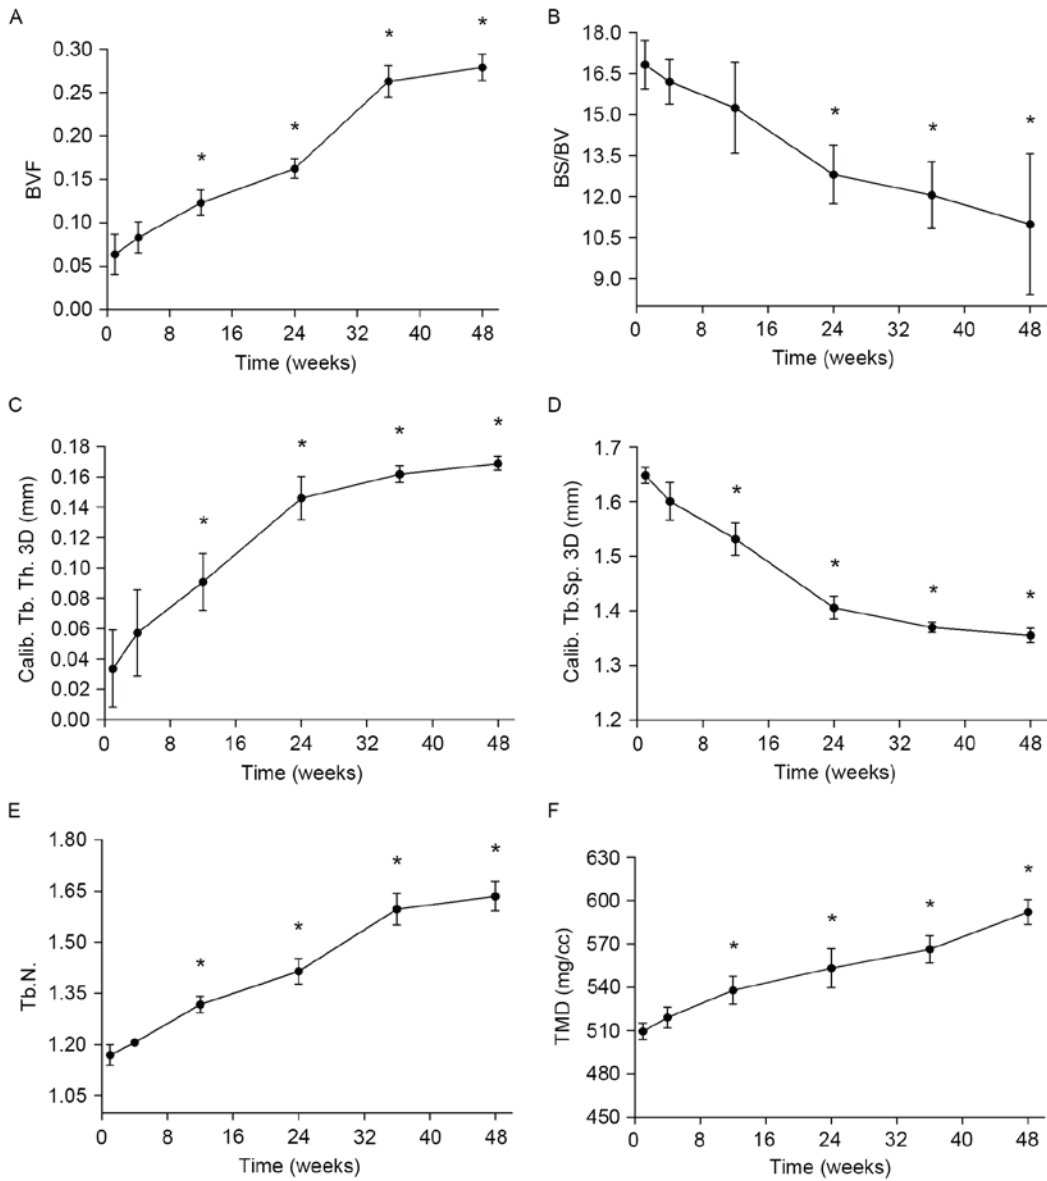 A
BVF
0.30
0.25
0.20
0.15
0.10
0.05
0.00
* * * *
0 8 16 24 32 40 48
Time (weeks)
B
BS/BV
18.0
16.5
15.0
13.5
12.0
10.5
9.0
* * *
0 8 16 24 32 40 48
Time (weeks)
C
Calib. Tb. Th. 3D (mm)
0.18
0.16
0.14
0.12
0.10
0.08
0.06
0.04
0.02
0.00
* * * *
0 8 16 24 32 40 48
Time (weeks)
D
Calib. Tb.Sp. 3D (mm)
1.7
1.6
1.5
1.4
1.3
1.2
* * * *
0 8 16 24 32 40 48
Time (weeks)
E
Tb.N.
1.80
1.65
1.50
1.35
1.20
1.05
* * * *
0 8 16 24 32 40 48
Time (weeks)
F
TMD (mg/cc)
630
600
570
540
510
480
450
* * * *
0 8 16 24 32 40 48
Time (weeks)